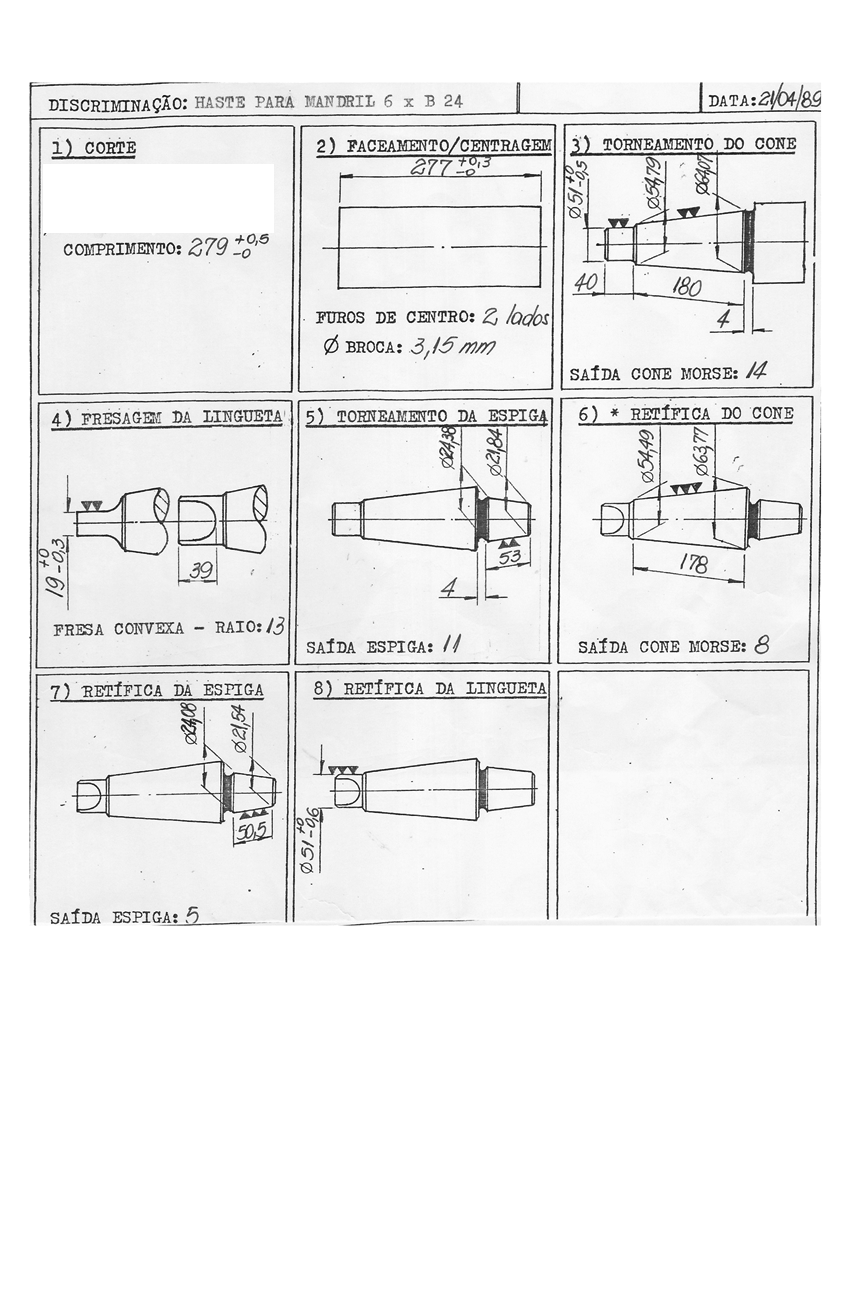 DISCRIMINAÇÃO: HASTE PARA MANDRIL 6 x B 24
DATA: 21/04/89
1) CORTE
COMPRIMENTO: 279 +0,5 -0
2) FACEAMENTO/CENTRAGEM
277 +0,3 -0
FUROS DE CENTRO: 2 lados
Ø BROCA: 3,15 mm
3) TORNEAMENTO DO CONE
Ø51 +0 -0,5
Ø54,79
Ø64,07
40
180
4
SAÍDA CONE MORSE: 14
4) FRESAGEM DA LINGUETA
19 +0 -0,3
39
FRESA CONVEXA - RAIO: 13
5) TORNEAMENTO DA ESPIGA
Ø24,38
Ø21,84
53
4
SAÍDA ESPIGA: 11
6) * RETÍFICA DO CONE
Ø54,49
Ø63,77
178
SAÍDA CONE MORSE: 8
7) RETÍFICA DA ESPIGA
Ø24,08
Ø21,54
50,5
SAÍDA ESPIGA: 5
8) RETÍFICA DA LINGUETA
Ø51 +0 -0,6